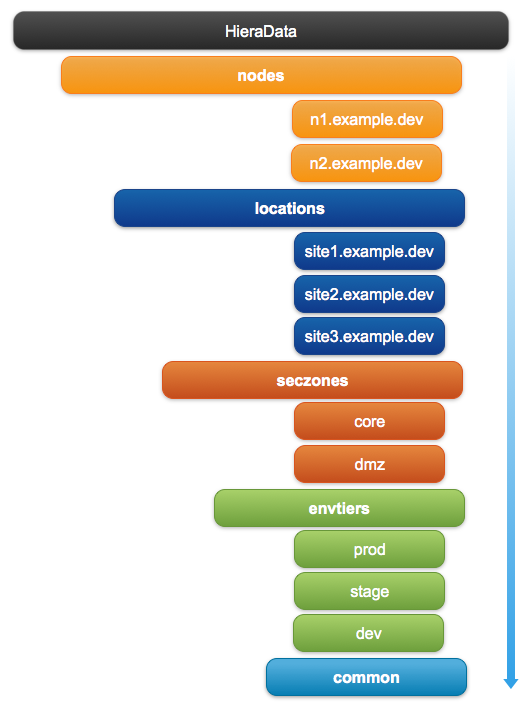 HieraData
nodes
n1.example.dev
n2.example.dev
locations
site1.example.dev
site2.example.dev
site3.example.dev
seczones
core
dmz
envtiers
prod
stage
dev
common